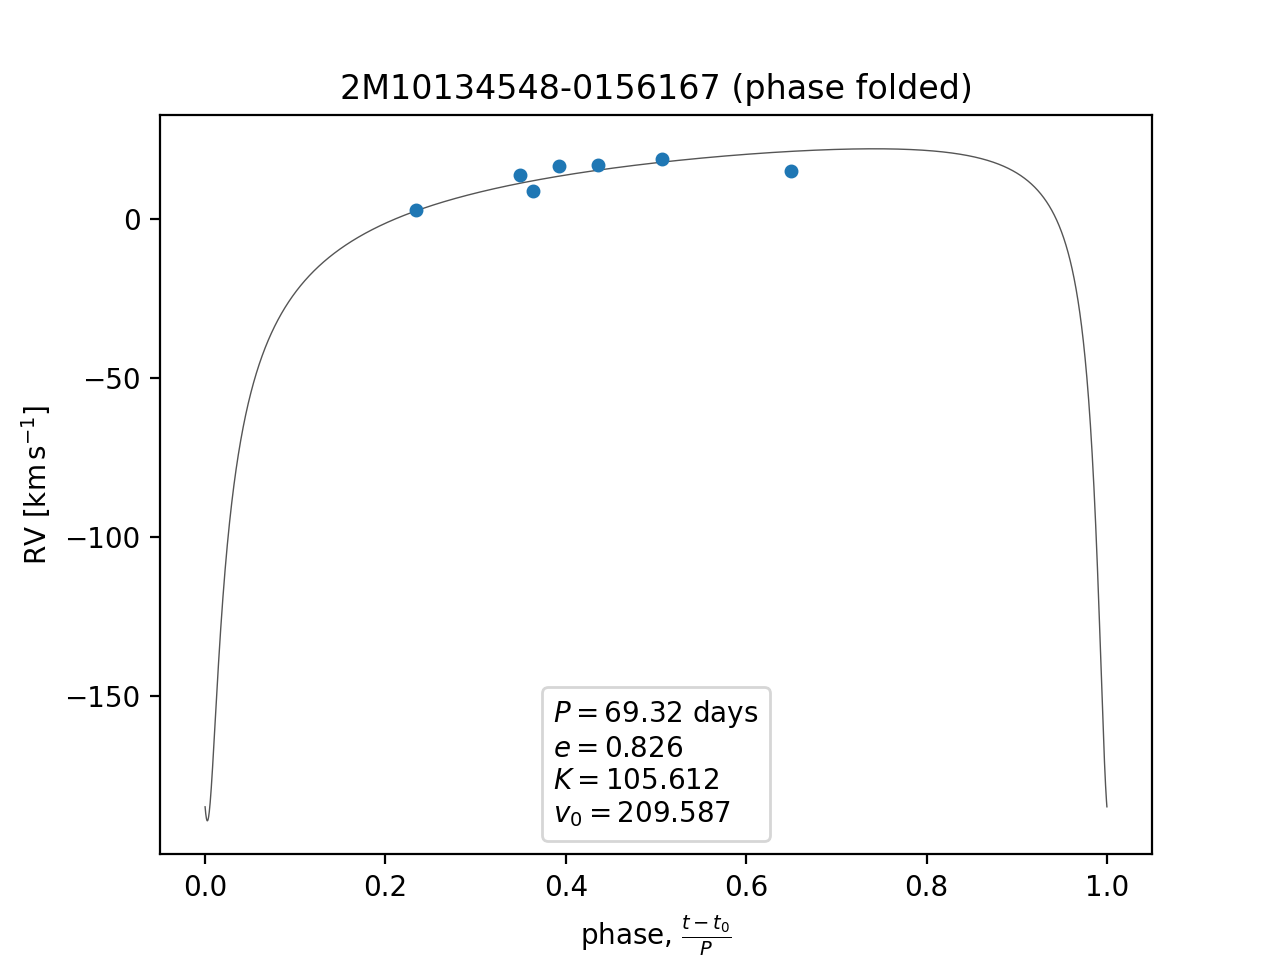 2M10134548-0156167 (phase folded)
0
−50
−100
−150
RV [km s⁻¹]
P = 69.32 days
e = 0.826
K = 105.612
v₀ = 209.587
0.0 0.2 0.4 0.6 0.8 1.0
phase, (t − t₀)/P